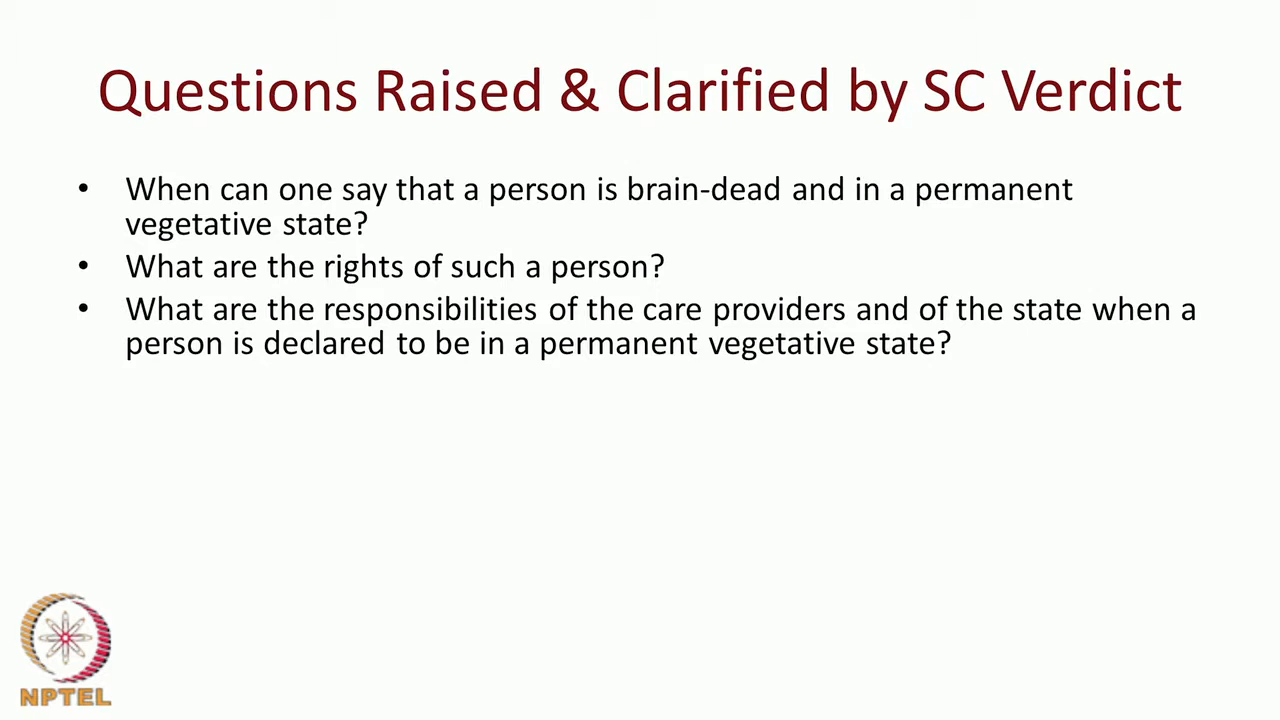 Questions Raised & Clarified by SC Verdict
• When can one say that a person is brain-dead and in a permanent
vegetative state?
• What are the rights of such a person?
• What are the responsibilities of the care providers and of the state when a
person is declared to be in a permanent vegetative state?
NPTEL